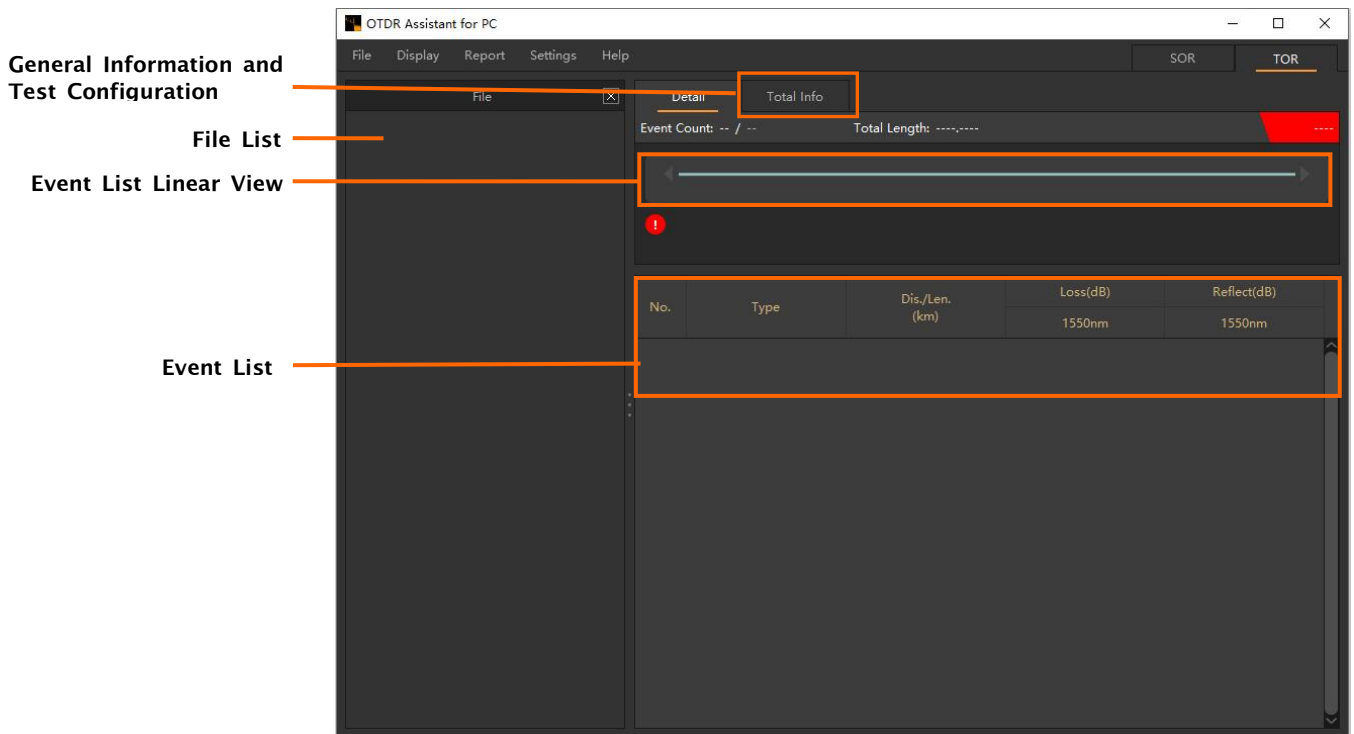 OTDR Assistant for PC
File Display Report Settings Help
SOR TOR
General Information and
Test Configuration
File
Detail Total Info
Event Count: -- / -- Total Length: ----.---- ----
File List
Event List Linear View
!
No. Type Dis./Len.
(km) Loss(dB) Reflect(dB)
1550nm 1550nm
Event List